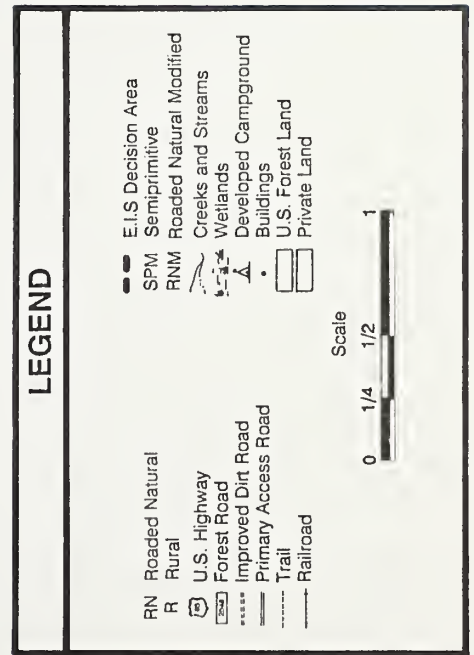 LEGEND
RN Roaded Natural
R Rural
U.S. Highway
Forest Road
Improved Dirt Road
Primary Access Road
Trail
Railroad
E.I.S Decision Area
SPM Semiprimitive
RNM Roaded Natural Modified
Creeks and Streams
Wetlands
Developed Campground
Buildings
U.S. Forest Land
Private Land
Scale
0 1/4 1/2 1